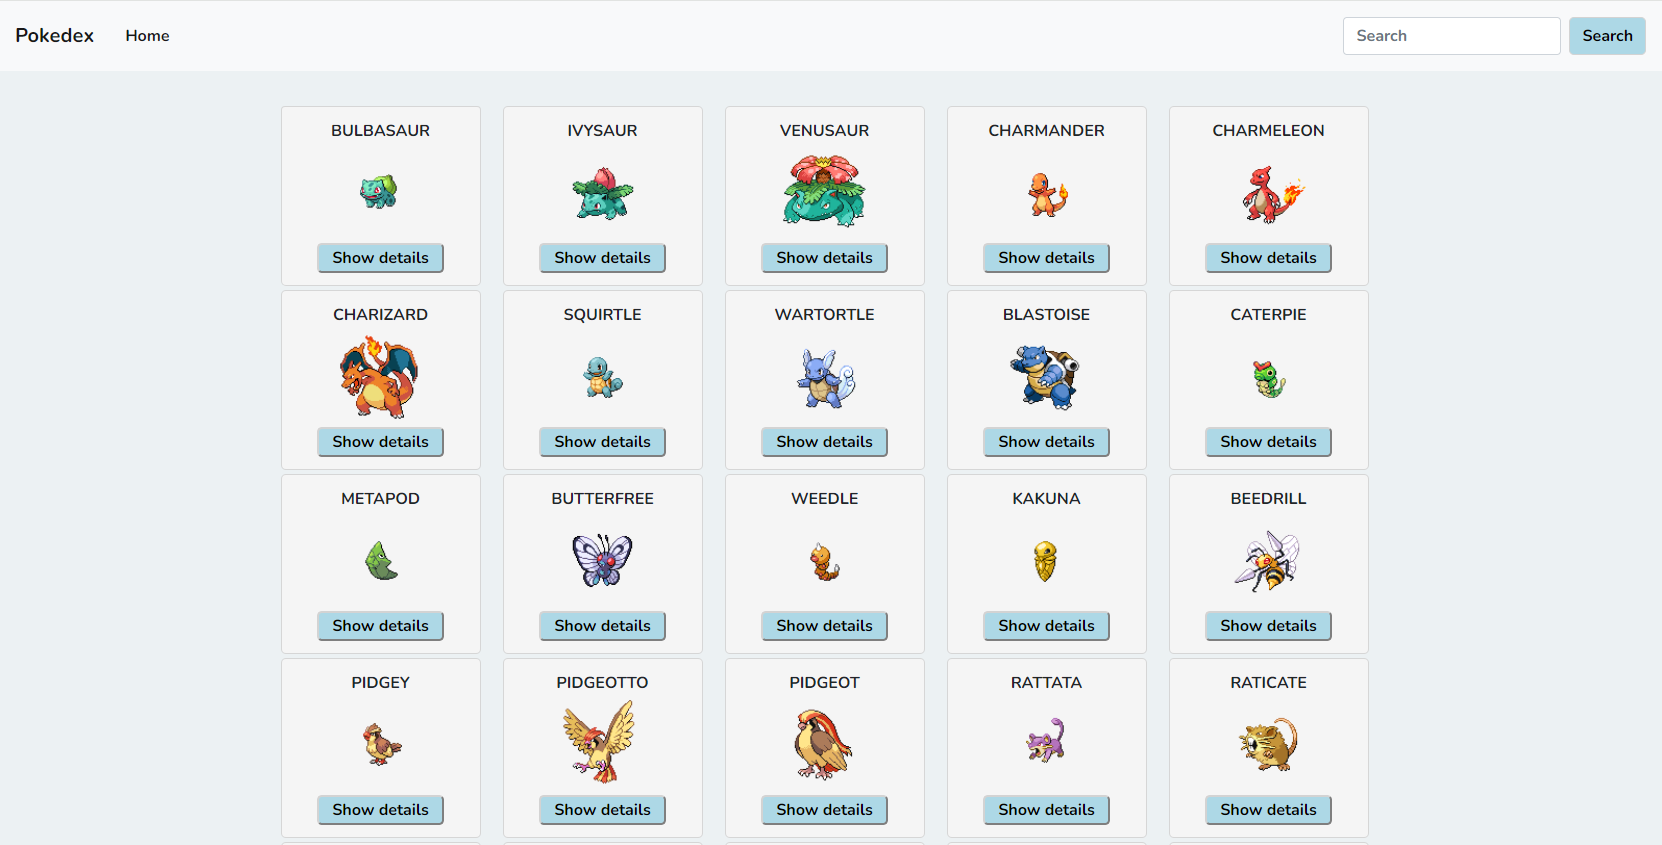 Pokedex Home Search Search
BULBASAUR IVYSAUR VENUSAUR CHARMANDER CHARMELEON
Show details Show details Show details Show details Show details
CHARIZARD SQUIRTLE WARTORTLE BLASTOISE CATERPIE
Show details Show details Show details Show details Show details
METAPOD BUTTERFREE WEEDLE KAKUNA BEEDRILL
Show details Show details Show details Show details Show details
PIDGEY PIDGEOTTO PIDGEOT RATTATA RATICATE
Show details Show details Show details Show details Show details